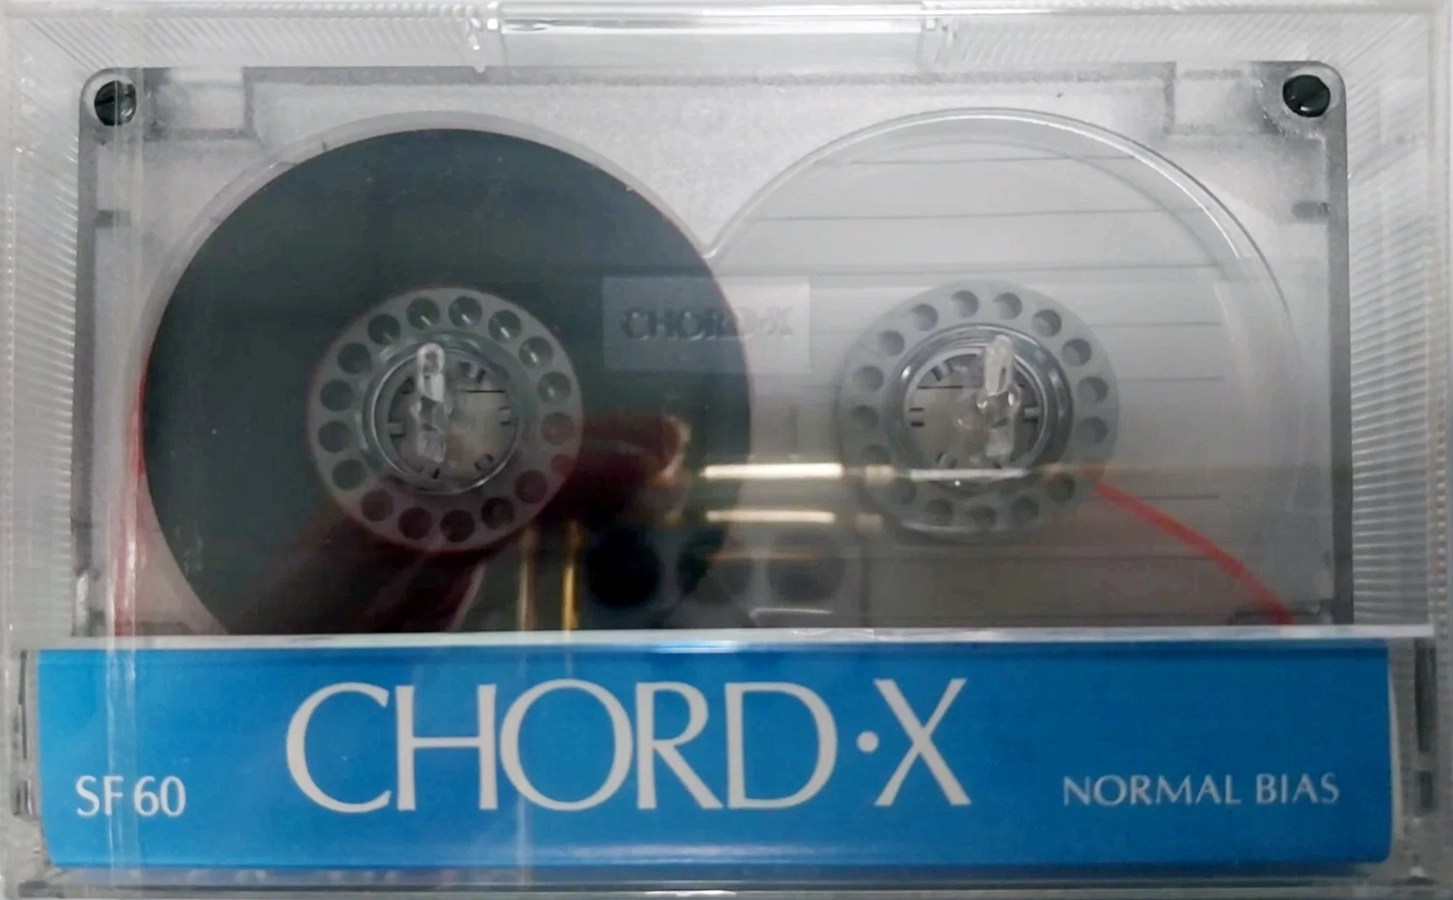 CHORD-X
CHORD·X
SF 60
NORMAL BIAS